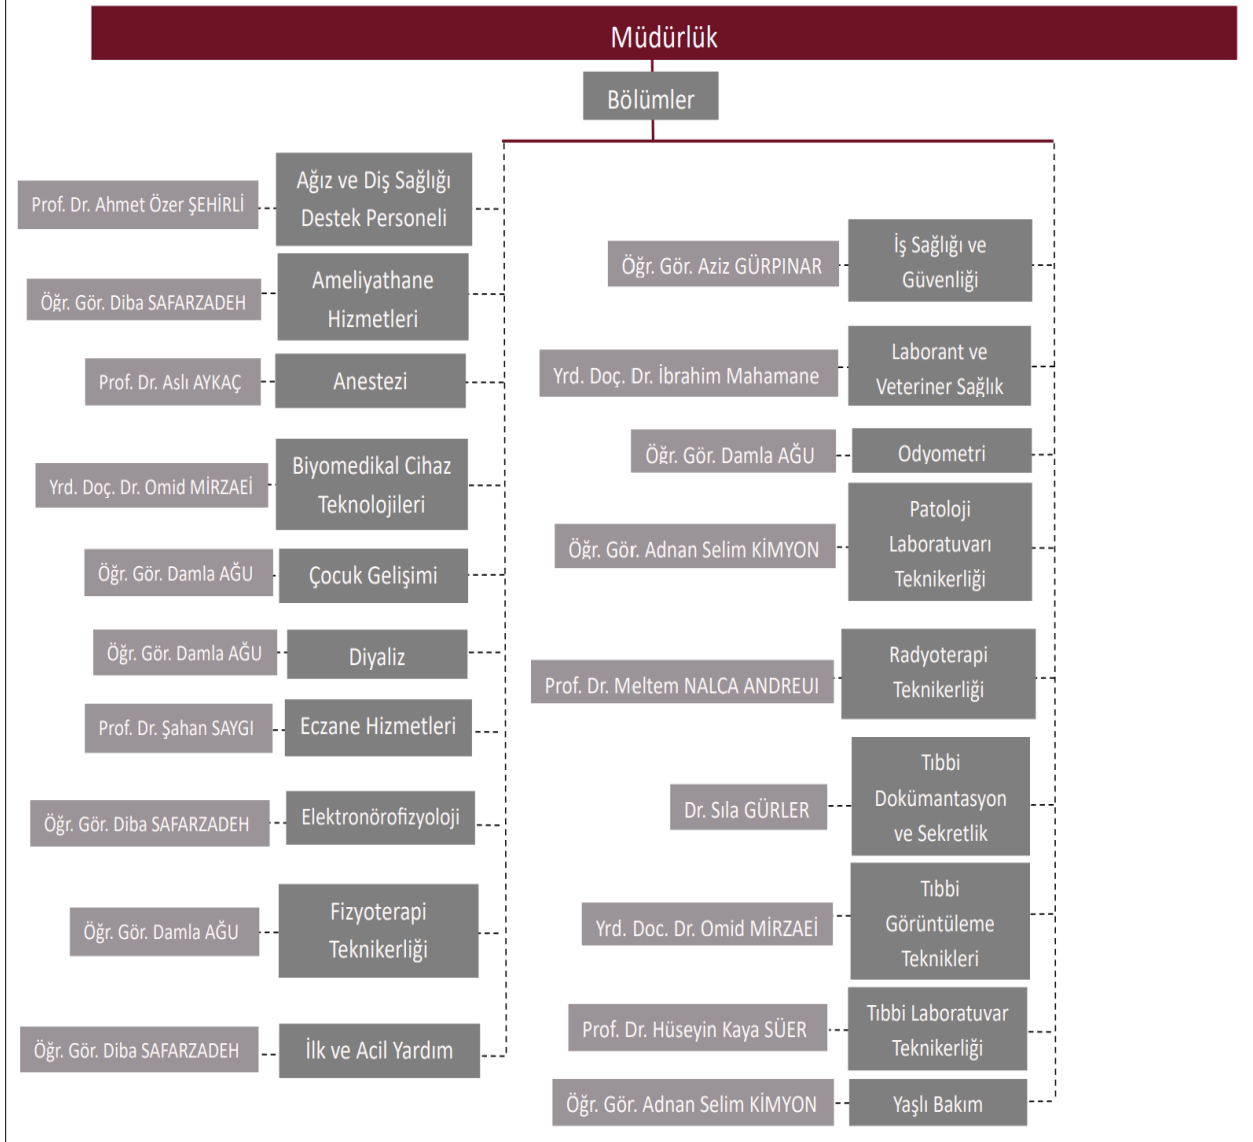 Müdürlük
Bölümler
Prof. Dr. Ahmet Özer ŞEHİRLİ
Ağız ve Diş Sağlığı
Destek Personeli
Öğr. Gör. Diba SAFARZADEH
Ameliyathane
Hizmetleri
Prof. Dr. Aslı AYKAÇ
Anestezi
Yrd. Doç. Dr. Omid MİRZAEİ
Biyomedikal Cihaz
Teknolojileri
Öğr. Gör. Damla AĞU
Çocuk Gelişimi
Öğr. Gör. Damla AĞU
Diyaliz
Prof. Dr. Şahan SAYGI
Eczane Hizmetleri
Öğr. Gör. Diba SAFARZADEH
Elektronörofizyoloji
Öğr. Gör. Damla AĞU
Fizyoterapi
Teknikerliği
Öğr. Gör. Diba SAFARZADEH
İlk ve Acil Yardım
Öğr. Gör. Aziz GÜRPINAR
İş Sağlığı ve
Güvenliği
Yrd. Doç. Dr. İbrahim Mahamane
Laborant ve
Veteriner Sağlık
Öğr. Gör. Damla AĞU
Odyometri
Öğr. Gör. Adnan Selim KİMYON
Patoloji
Laboratuvarı
Teknikerliği
Prof. Dr. Meltem NALÇA ANDREUI
Radyoterapi
Teknikerliği
Dr. Sıla GÜRLER
Tıbbi
Dokümantasyon
ve Sekretlik
Yrd. Doc. Dr. Omid MİRZAEİ
Tıbbi
Görüntüleme
Teknikleri
Prof. Dr. Hüseyin Kaya SÜER
Tıbbi Laboratuvar
Teknikerliği
Öğr. Gör. Adnan Selim KİMYON
Yaşlı Bakım